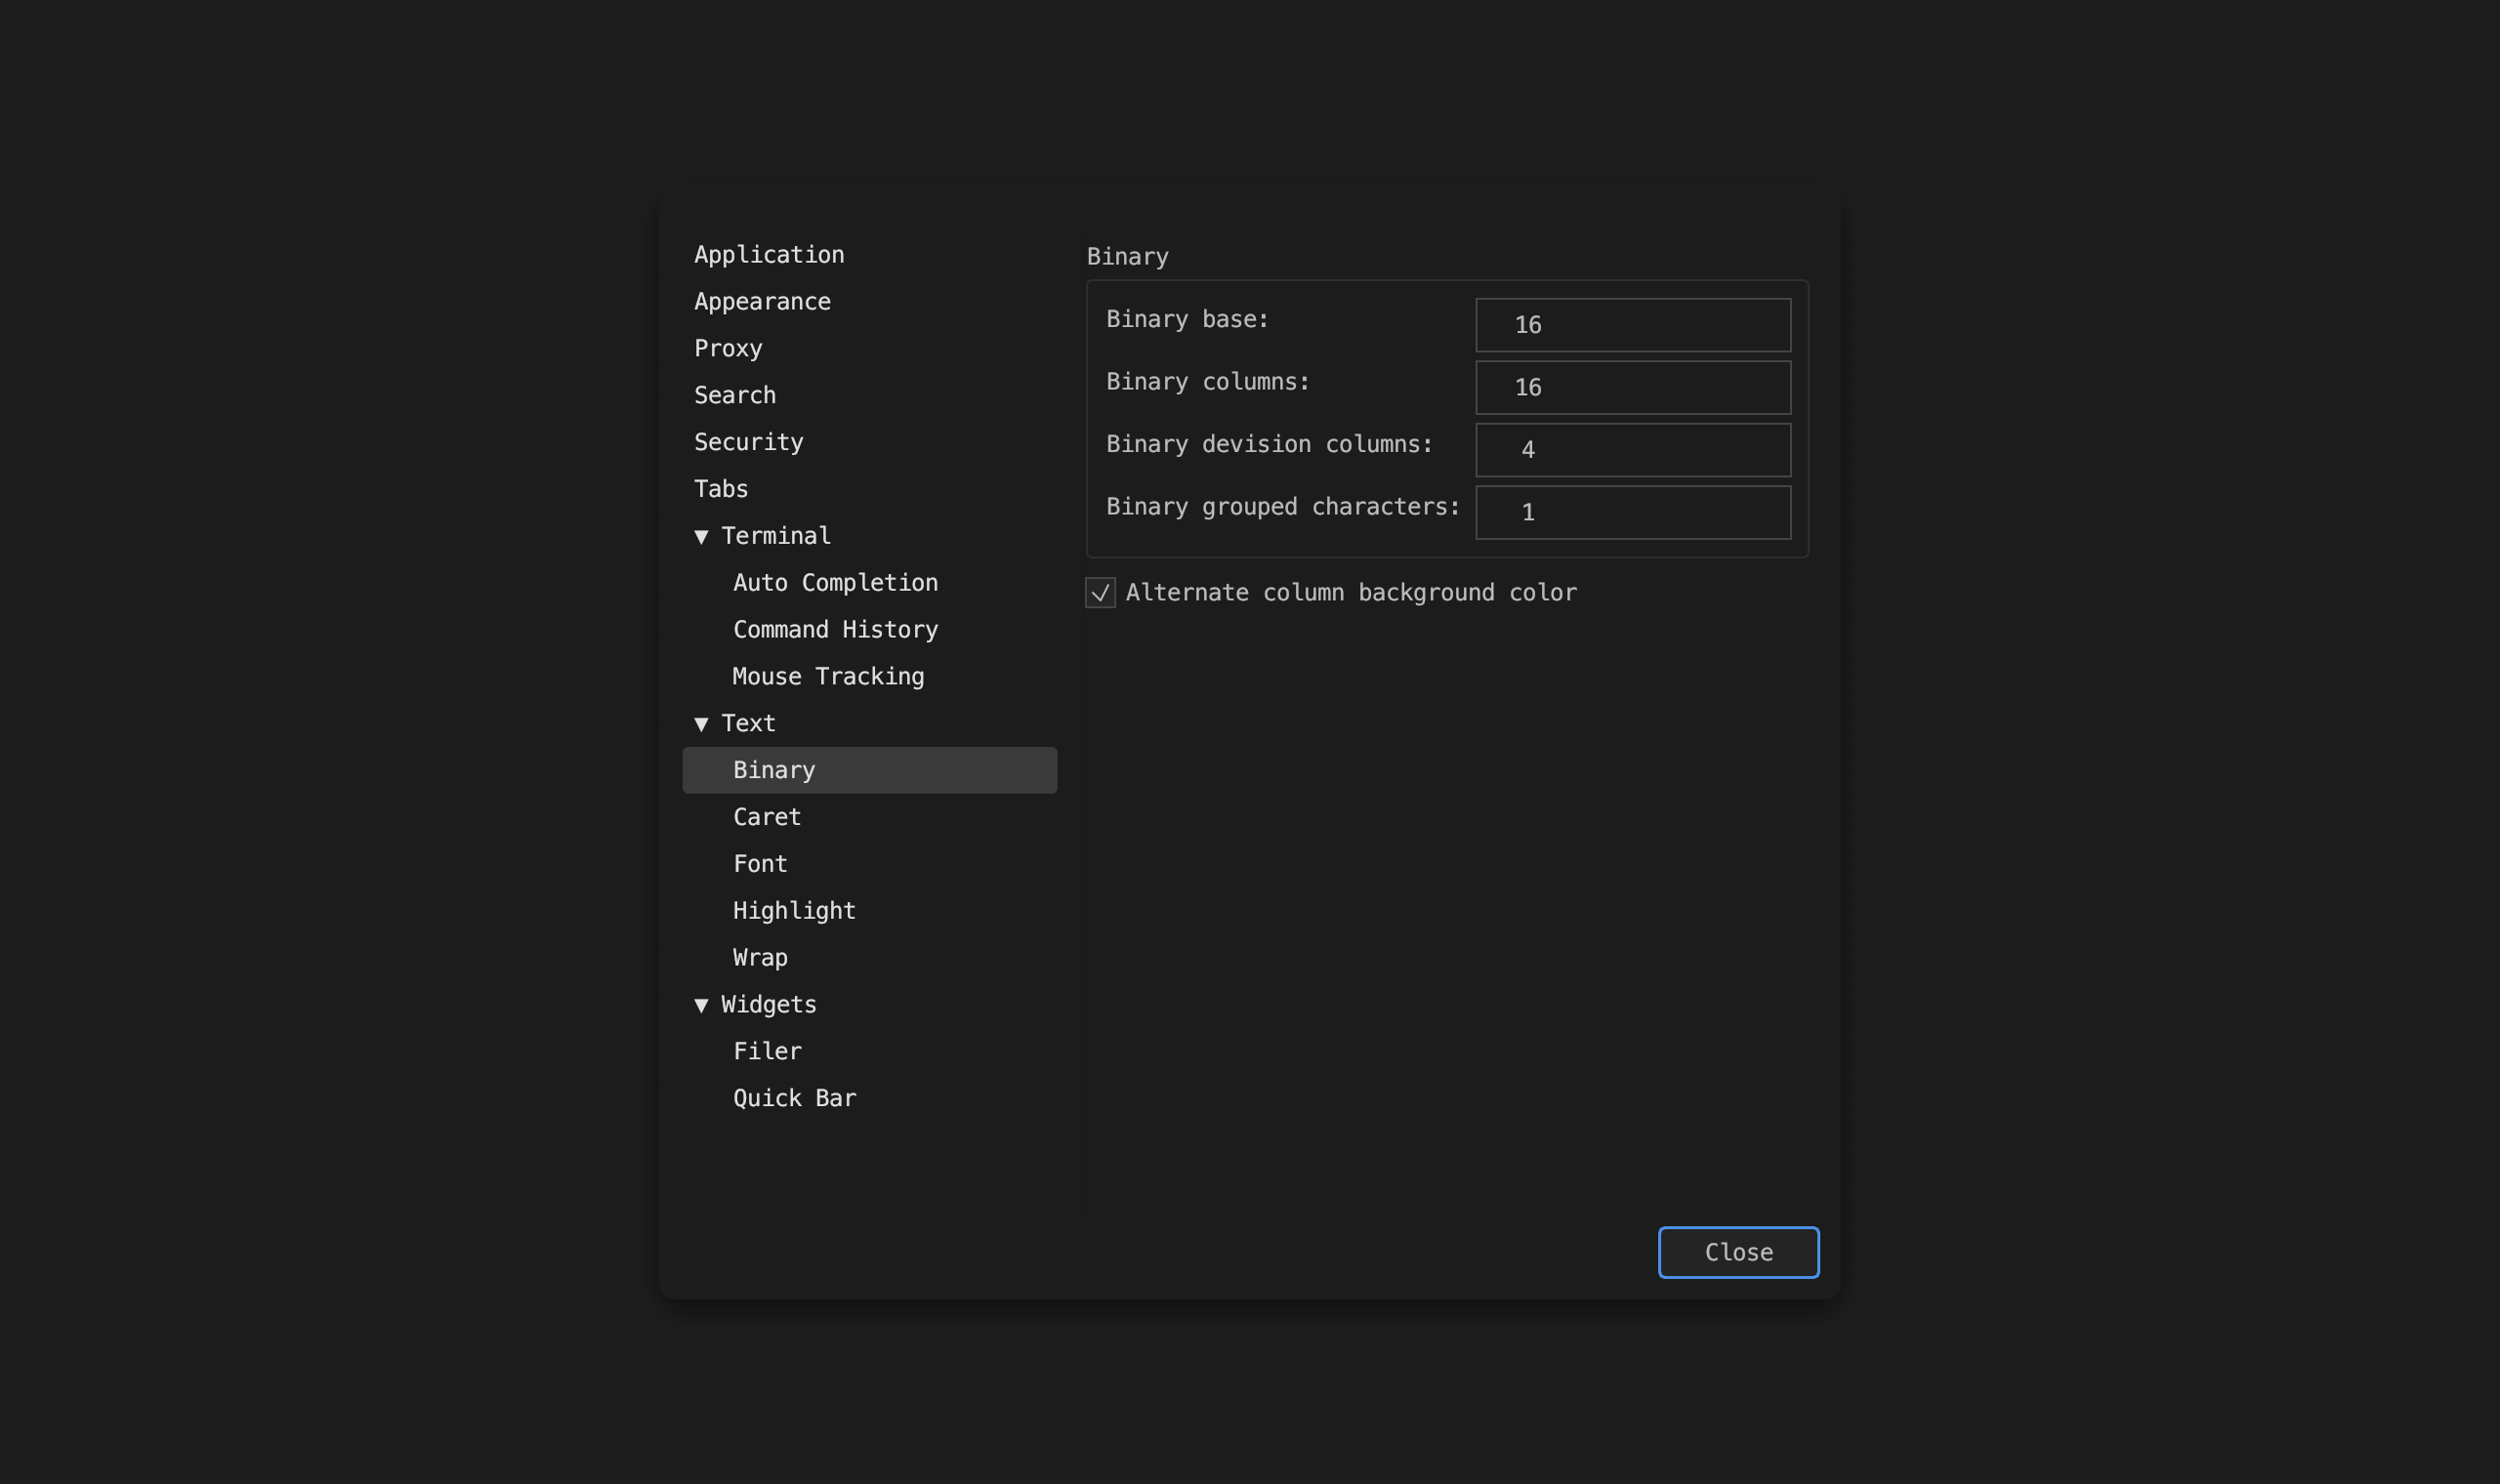 Application
Appearance
Proxy
Search
Security
Tabs
▼ Terminal
Auto Completion
Command History
Mouse Tracking
▼ Text
Binary
Caret
Font
Highlight
Wrap
▼ Widgets
Filer
Quick Bar
Binary
Binary base: 16
Binary columns: 16
Binary devision columns: 4
Binary grouped characters: 1
Alternate column background color
Close